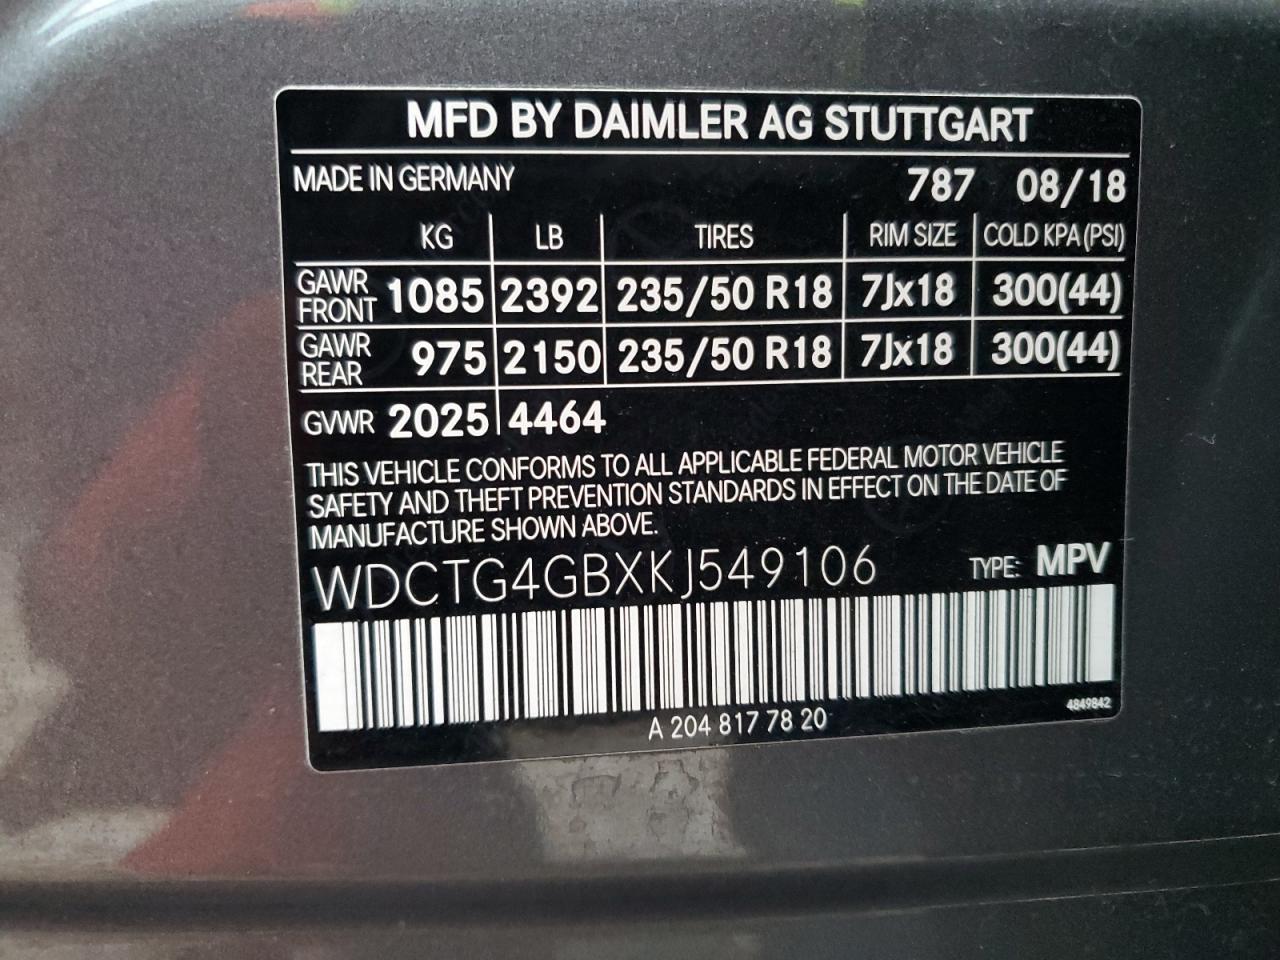 MFD BY DAIMLER AG STUTTGART
MADE IN GERMANY 787 08/18
KG LB TIRES RIM SIZE COLD KPA (PSI)
GAWR FRONT 1085 2392 235/50 R18 7Jx18 300(44)
GAWR REAR 975 2150 235/50 R18 7Jx18 300(44)
GVWR 2025 4464
THIS VEHICLE CONFORMS TO ALL APPLICABLE FEDERAL MOTOR VEHICLE
SAFETY AND THEFT PREVENTION STANDARDS IN EFFECT ON THE DATE OF
MANUFACTURE SHOWN ABOVE.
WDCTG4GBXKJ549106 TYPE: MPV
A 204 817 78 20 4849842